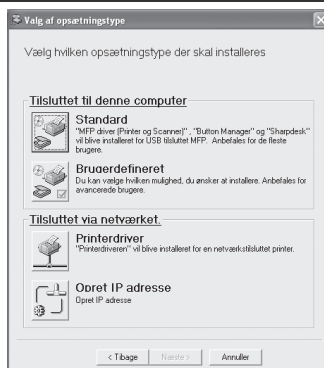 Valg af opsætningstype
Vælg hvilken opsætningstype der skal installeres
Tilsluttet til denne computer
Standard
"MFP driver (Printer og Scanner)" , "Button Manager" og "Sharpdesk"
vil blive installeret for USB tilsluttet MFP. Anbefales for de fleste
brugere.
Brugerdefineret
Du kan vælge hvilken mulighed, du ønsker at installere. Anbefales for
avancerede brugere.
Tilsluttet via netværket.
Printerdriver
"Printerdriveren" vil blive installeret for en netværkstilsluttet printer.
Opret IP adresse
Opret IP adresse
< Tibage Næste > Annuller